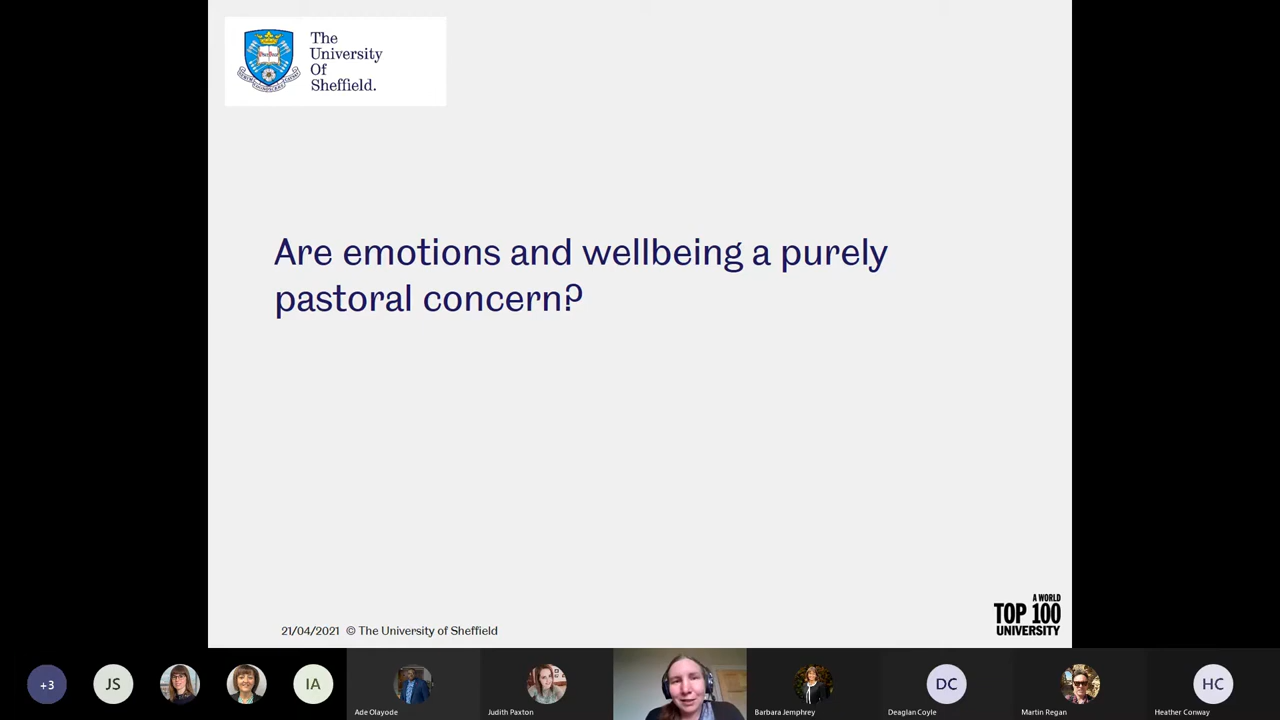 The
University
Of
Sheffield.
Are emotions and wellbeing a purely
pastoral concern?
A WORLD
TOP 100
UNIVERSITY
21/04/2021 © The University of Sheffield
+3
JS
IA
DC
HC
Ade Olayode
Judith Paxton
Barbara Jemphrey
Deaglan Coyle
Martin Regan
Heather Conway